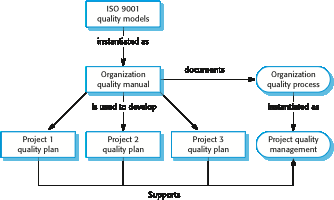 ISO 9001
quality models
instantiated as
Organization
quality manual
documents
Organization
quality process
is used to develop
instantiated as
Project 1
quality plan
Project 2
quality plan
Project 3
quality plan
Project quality
management
Supports